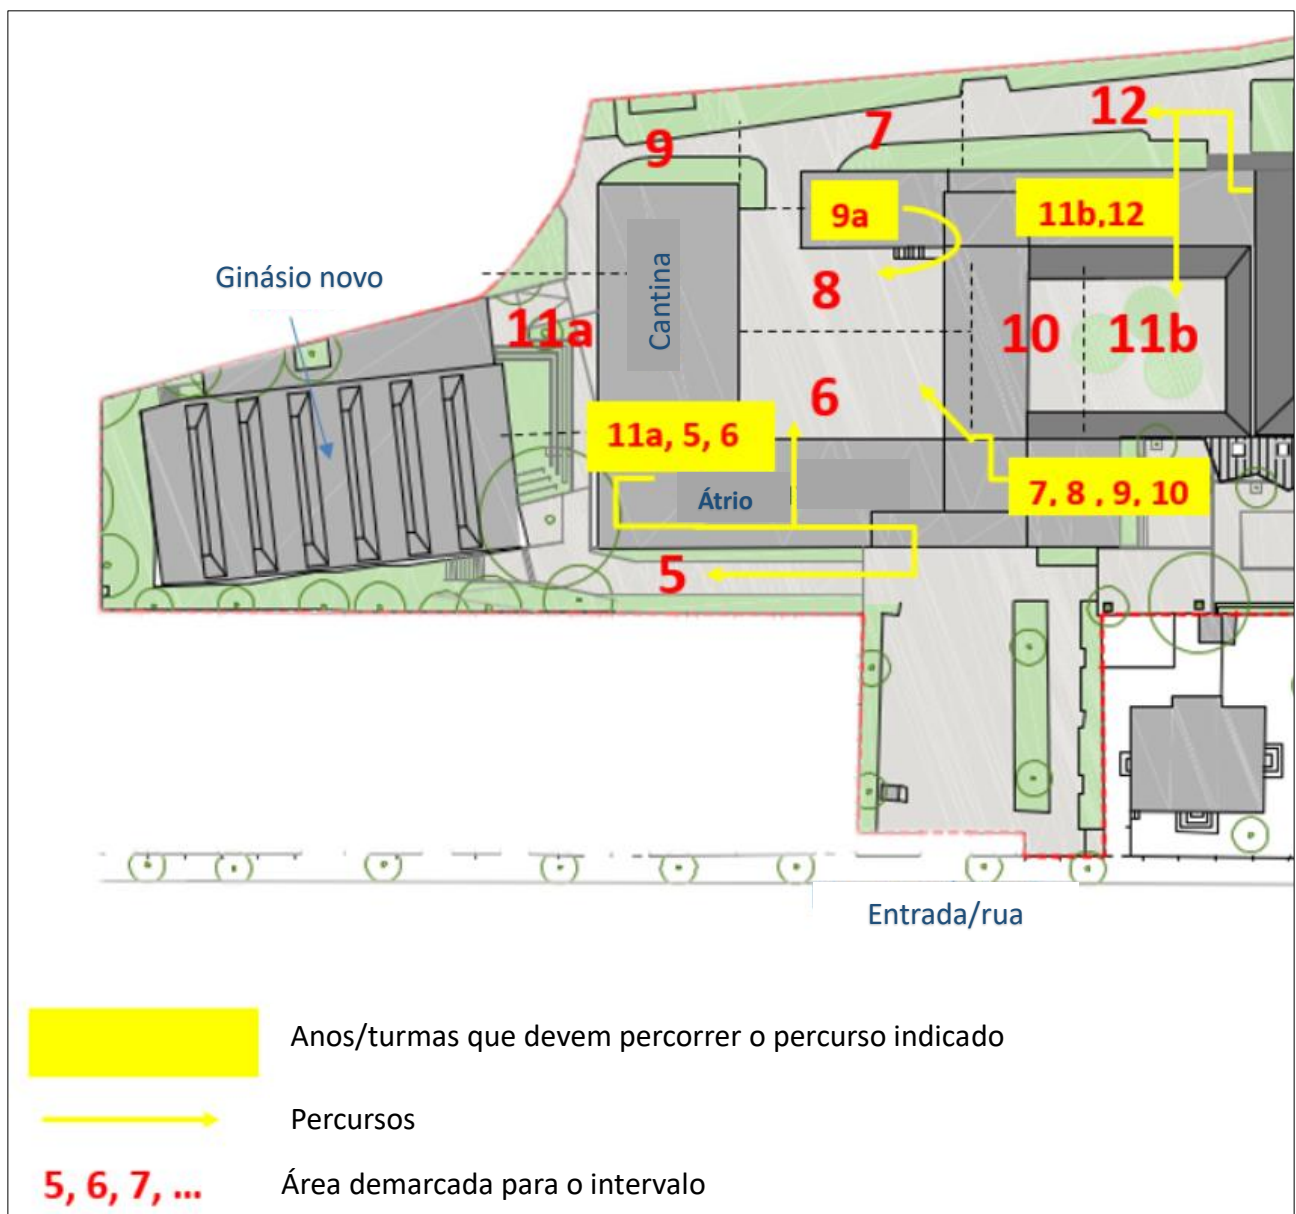 12
7
9
9a
11b,12
Ginásio novo
Cantina
8
11a
10
11b
6
11a, 5, 6
7, 8 , 9, 10
Átrio
5
Entrada/rua
Anos/turmas que devem percorrer o percurso indicado
Percursos
5, 6, 7, ...
Área demarcada para o intervalo